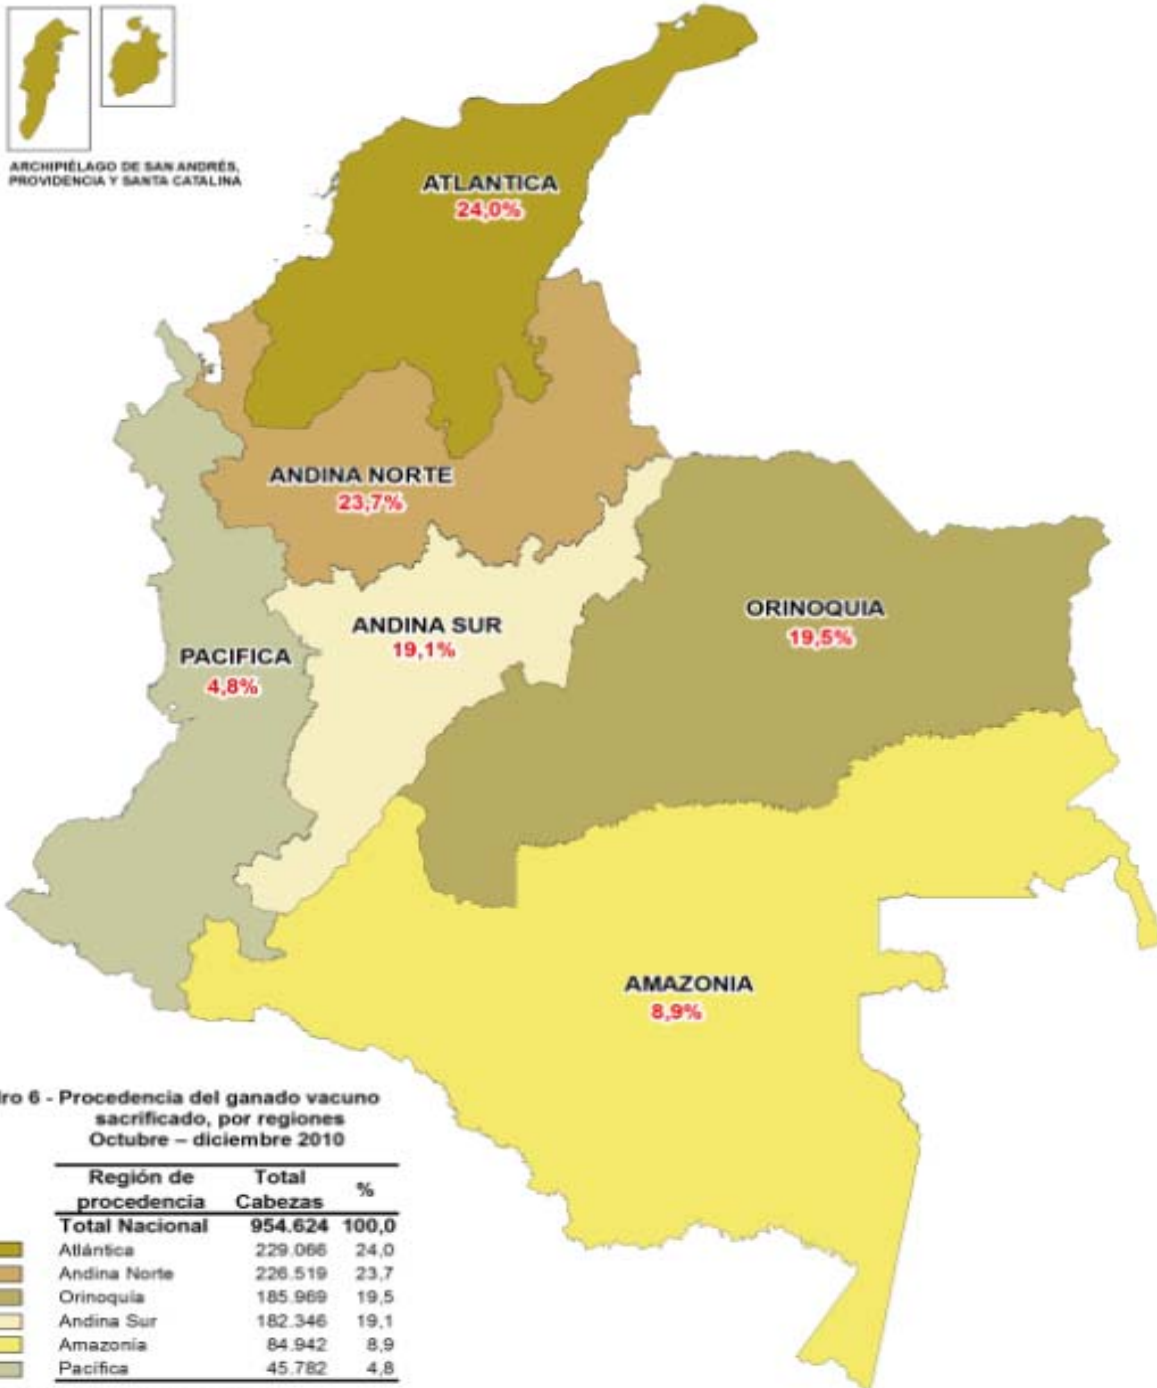 ARCHIPIÉLAGO DE SAN ANDRÉS,
PROVIDENCIA Y SANTA CATALINA
ATLANTICA
24,0%
ANDINA NORTE
23,7%
ANDINA SUR
19,1%
ORINOQUIA
19,5%
PACIFICA
4,8%
AMAZONIA
8,9%
dro 6 - Procedencia del ganado vacuno
sacrificado, por regiones
Octubre – diciembre 2010
Región de procedencia Total Cabezas %
Total Nacional 954.624 100,0
Atlántica 229.066 24,0
Andina Norte 226.519 23,7
Orinoquía 185.969 19,5
Andina Sur 182.346 19,1
Amazonía 84.942 8,9
Pacífica 45.782 4,8